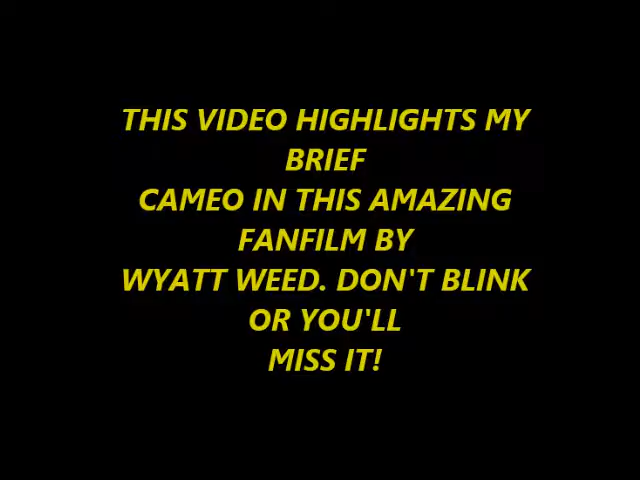 THIS VIDEO HIGHLIGHTS MY
BRIEF
CAMEO IN THIS AMAZING
FANFILM BY
WYATT WEED. DON'T BLINK
OR YOU'LL
MISS IT!